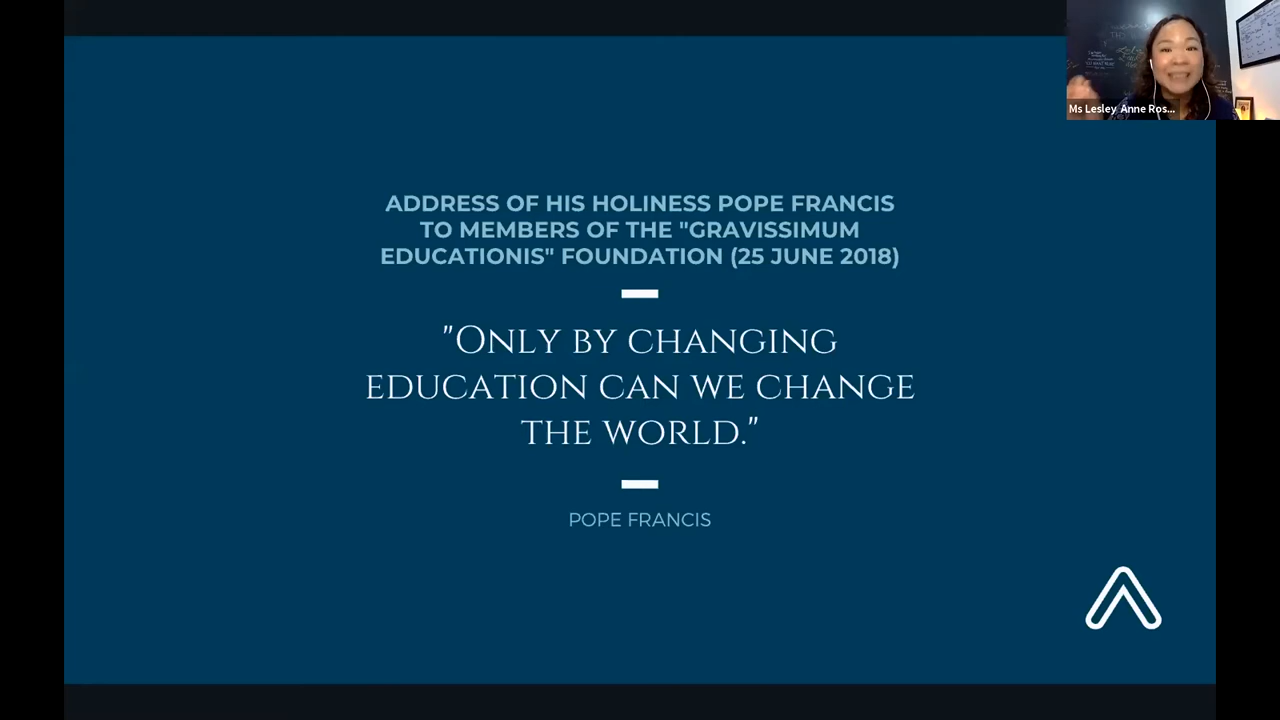 Ms Lesley Anne Ros...
ADDRESS OF HIS HOLINESS POPE FRANCIS
TO MEMBERS OF THE "GRAVISSIMUM
EDUCATIONIS" FOUNDATION (25 JUNE 2018)
"ONLY BY CHANGING
EDUCATION CAN WE CHANGE
THE WORLD."
POPE FRANCIS